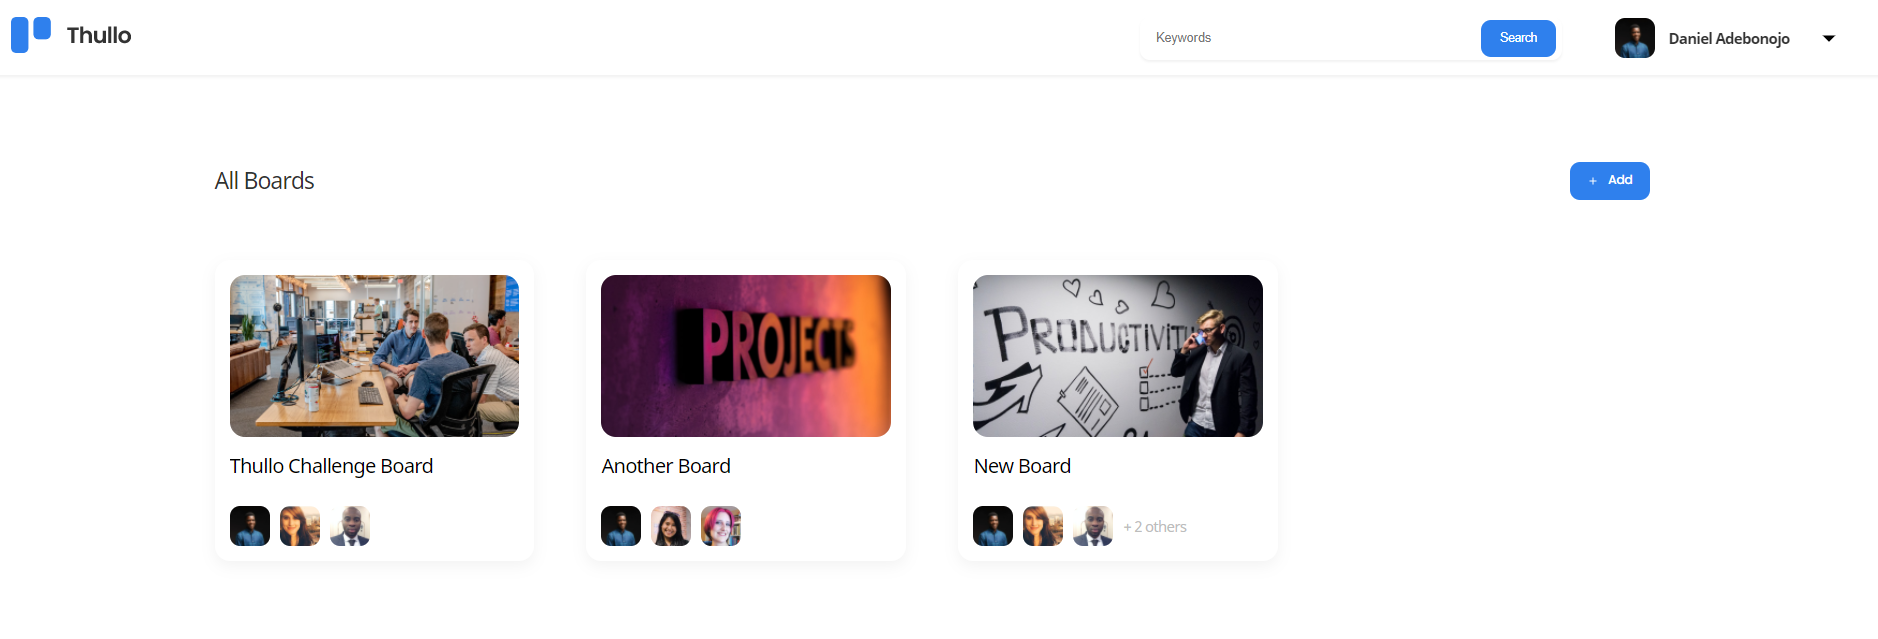 Thullo
Keywords
Search
Daniel Adebonojo
All Boards
+ Add
PROJECTS
PRODUCTIVITY
Thullo Challenge Board
Another Board
New Board
+ 2 others